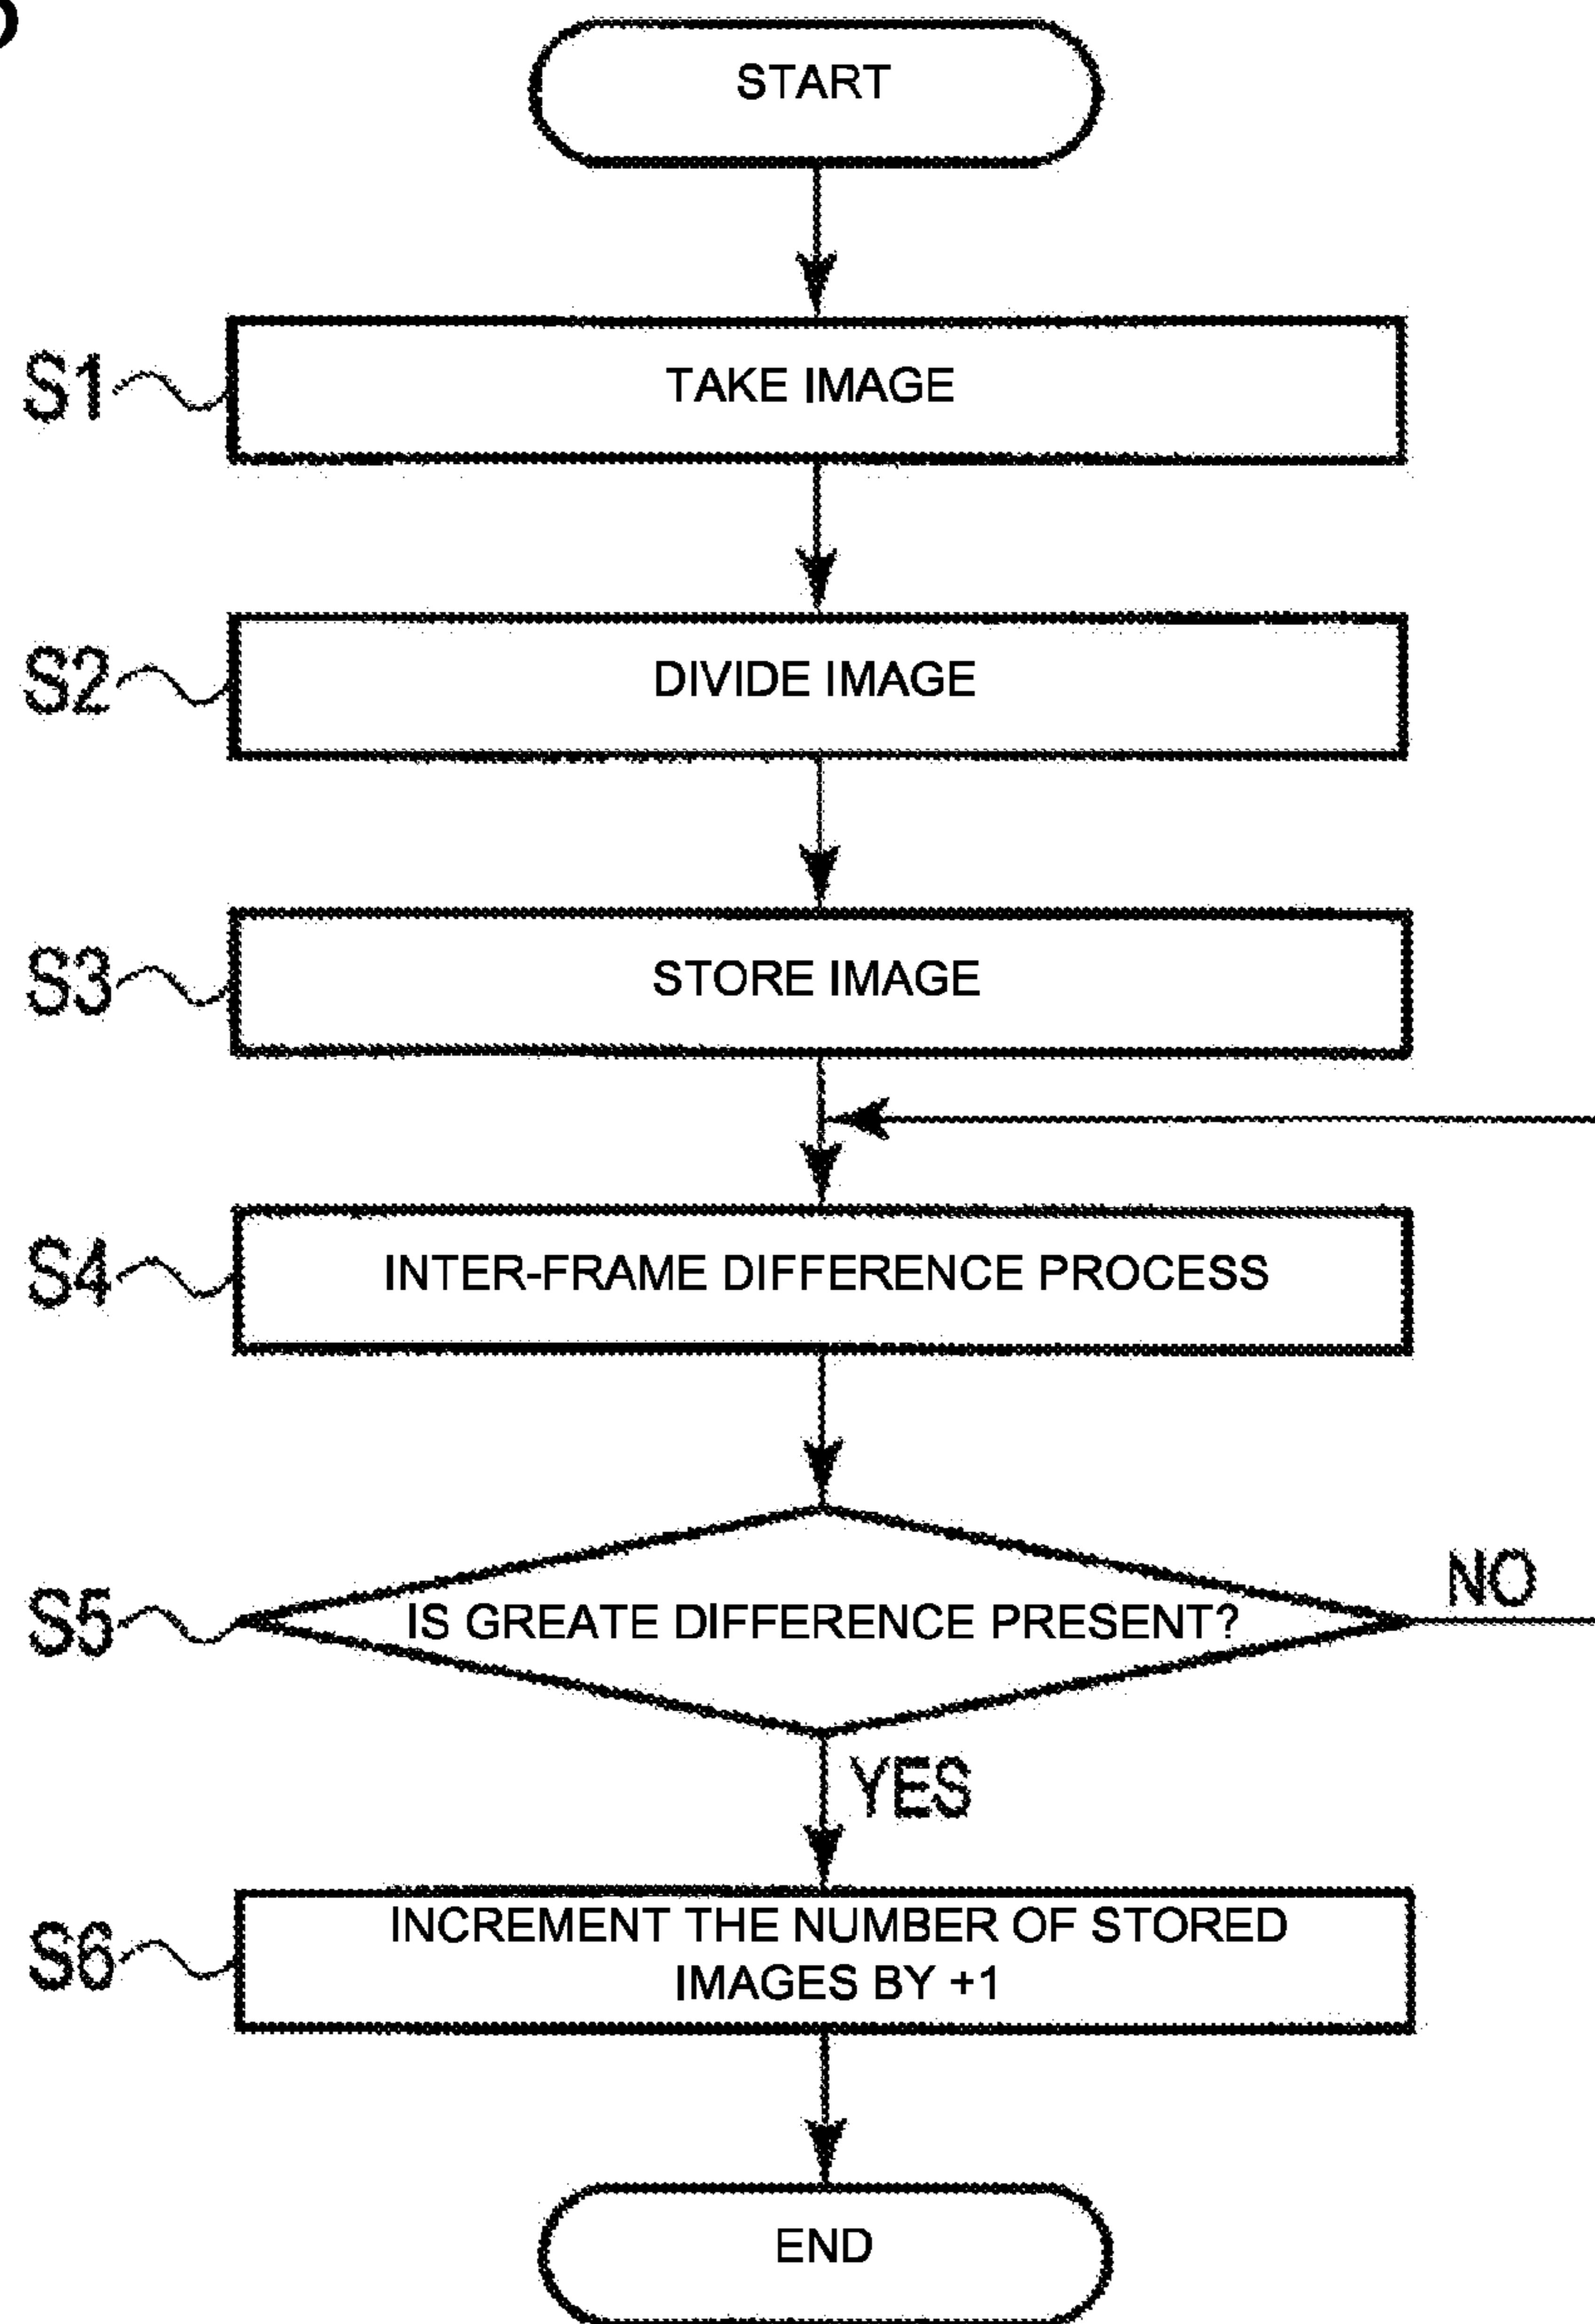 START
S1
TAKE IMAGE
S2
DIVIDE IMAGE
S3
STORE IMAGE
S4
INTER-FRAME DIFFERENCE PROCESS
S5
IS GREATE DIFFERENCE PRESENT?
NO
YES
S6
INCREMENT THE NUMBER OF STORED
IMAGES BY +1
END